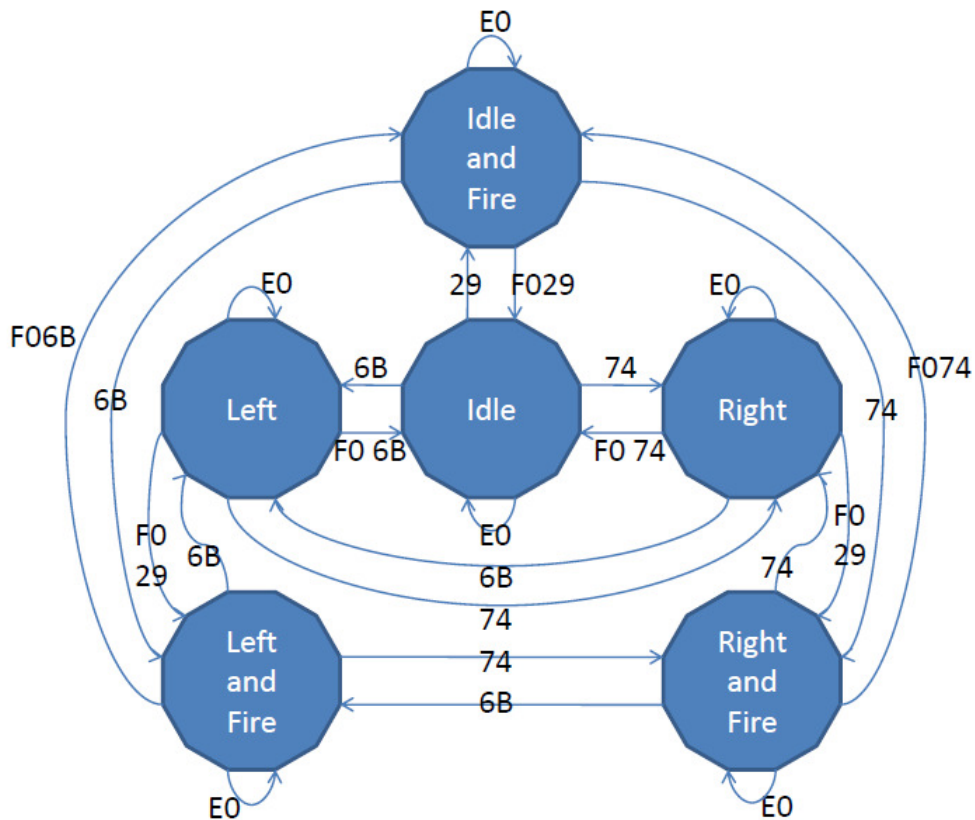 E0
Idle
and
Fire
29
F029
E0
E0
F06B
6B
6B
74
F074
74
Left
Idle
Right
F0 6B
F0 74
E0
F0
29
6B
6B
74
F0
29
74
Left
and
Fire
74
6B
Right
and
Fire
E0
E0